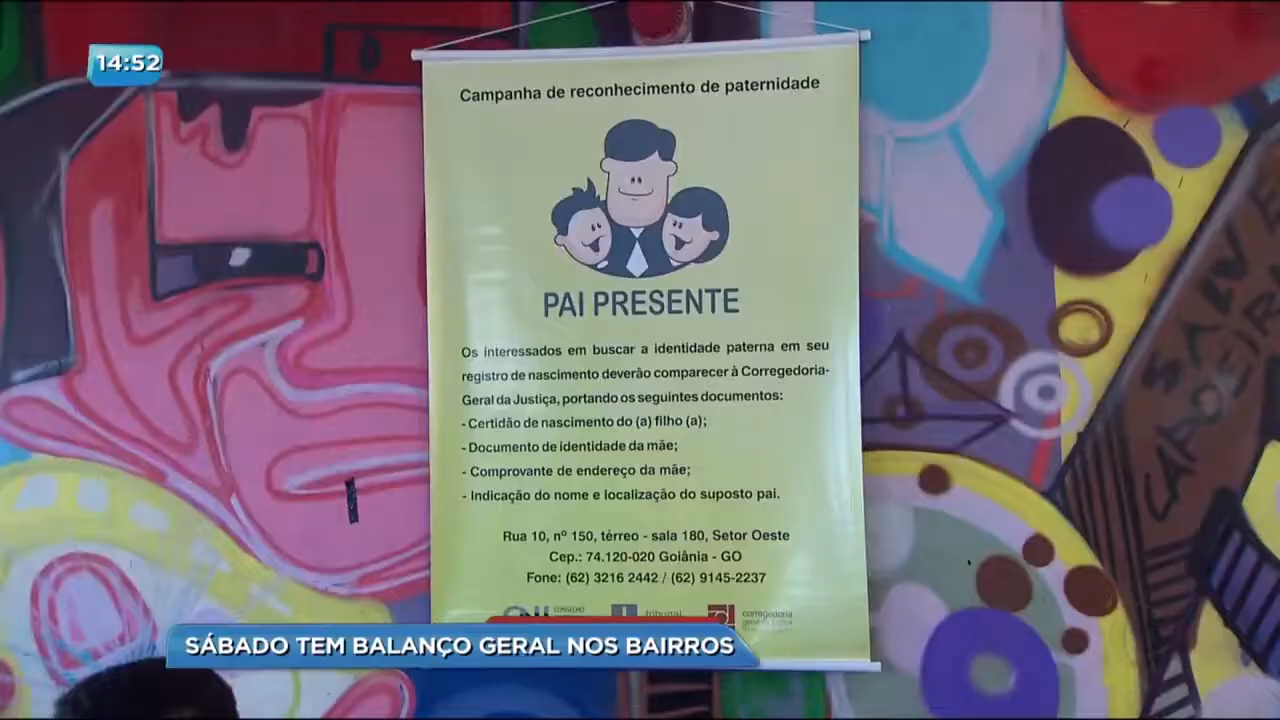 14:52
Campanha de reconhecimento de paternidade
PAI PRESENTE
Os interessados em buscar a identidade paterna em seu
registro de nascimento deverão comparecer à Corregedoria-
Geral da Justiça, portando os seguintes documentos:
- Certidão de nascimento do (a) filho (a);
- Documento de identidade da mãe;
- Comprovante de endereço da mãe;
- Indicação do nome e localização do suposto pai.
Rua 10, nº 150, térreo - sala 180, Setor Oeste
Cep.: 74.120-020 Goiânia - GO
Fone: (62) 3216 2442 / (62) 9145-2237
tribunal
corregedoria
SÁBADO TEM BALANÇO GERAL NOS BAIRROS